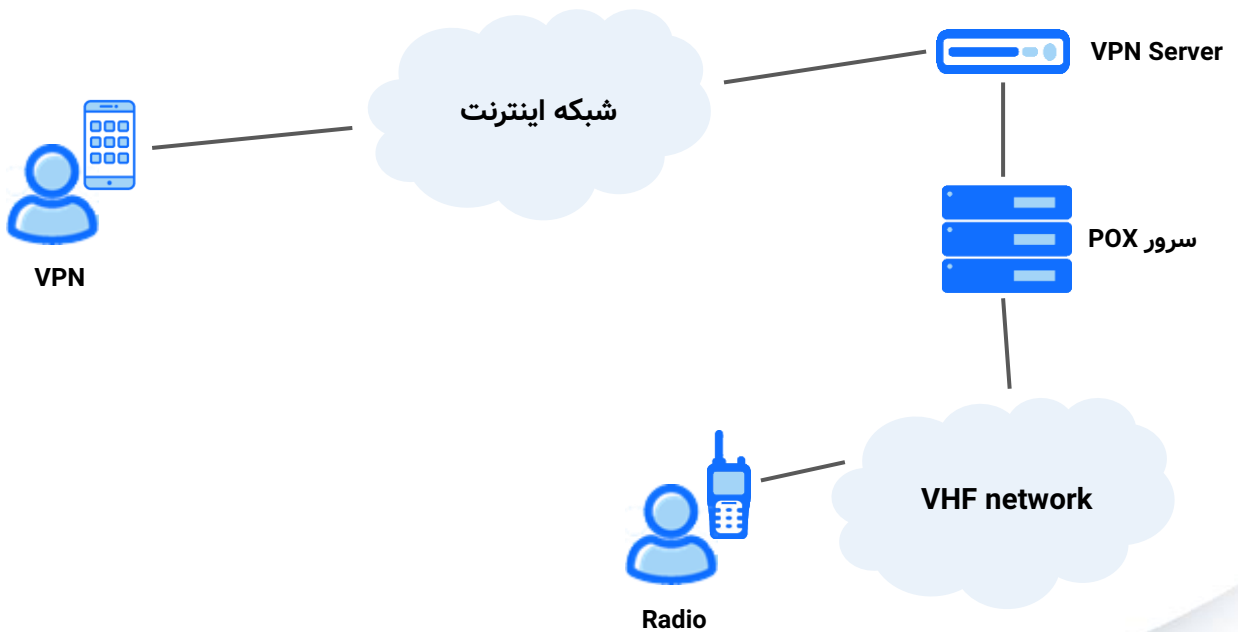 VPN Server
شبکه اینترنت
سرور POX
VPN
VHF network
Radio